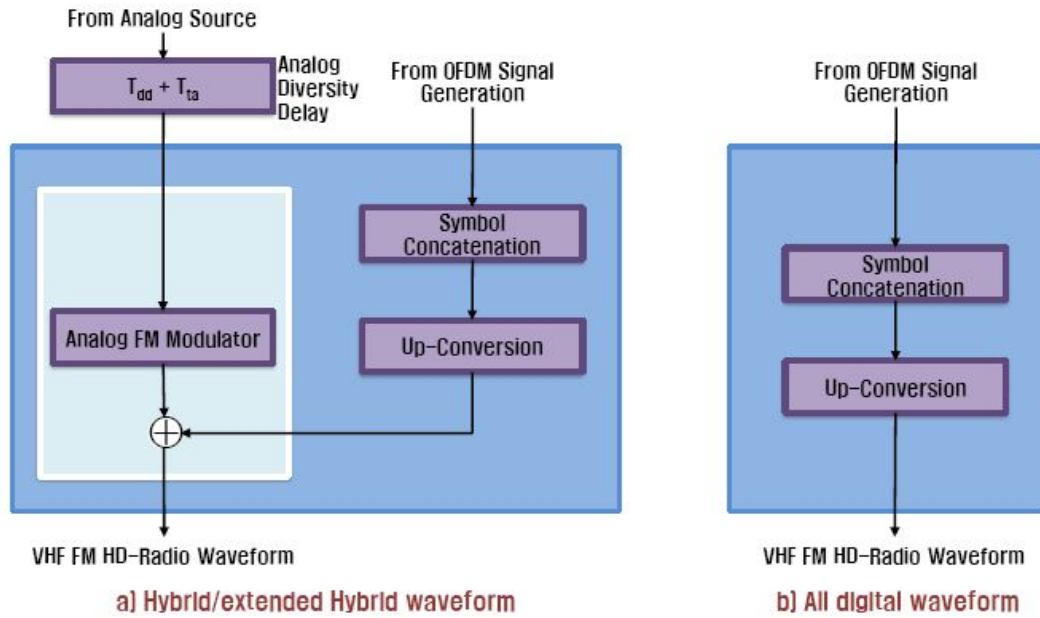 From Analog Source
T_dd + T_ta
Analog
Diversity
Delay
From OFDM Signal
Generation
Symbol
Concatenation
Analog FM Modulator
Up-Conversion
VHF FM HD-Radio Waveform
a) Hybrid/extended Hybrid waveform
From OFDM Signal
Generation
Symbol
Concatenation
Up-Conversion
VHF FM HD-Radio Waveform
b) All digital waveform